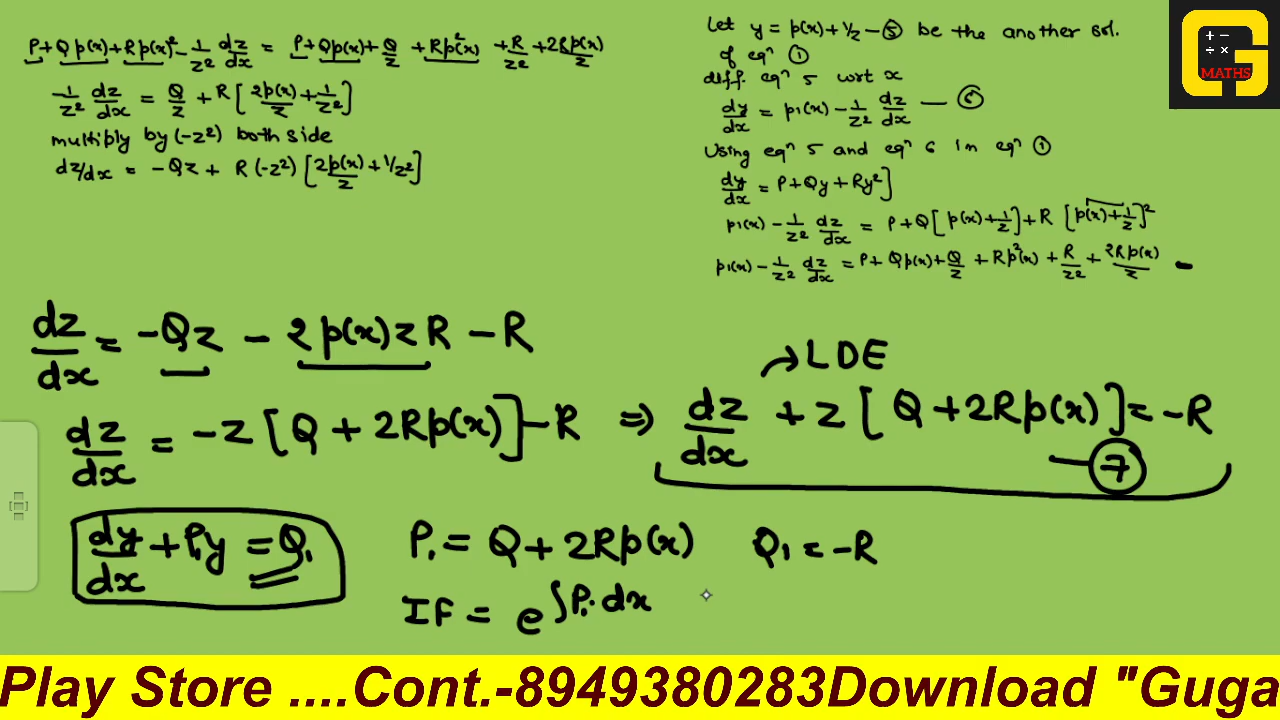 P+Qp(x)+Rp(x)²-1/z² dz/dx = P+Qp(x)+Q/z+Rp²(x)+R/z²+2Rp(x)/z
-1/z² dz/dx = Q/z + R[2p(x)/z+1/z²]
multiply by (-z²) both side
dz/dx = -Qz + R(-z²)[2p(x)/z+1/z²]
Let y = p(x)+1/z -⑤ be the another sol.
of eqⁿ ①
diff. eqⁿ 5 wrt x
dy/dx = p1(x) - 1/z² dz/dx — ⑥
Using eqⁿ 5 and eqⁿ 6 in eqⁿ ①
dy/dx = P+Qy+Ry²]
p1(x) - 1/z² dz/dx = P+Q[p(x)+1/z]+R[p(x)+1/z]²
p1(x) - 1/z² dz/dx = P+Qp(x)+Q/z+Rp²(x)+R/z²+2Rp(x)/z
G
+ -
÷ ×
MATHS
dz/dx = -Qz - 2p(x)zR - R
dz/dx = -z[Q+2Rp(x)]-R ⇒ dz/dx + z[Q+2Rp(x)] = -R
→ LDE
—⑦
dy/dx + P₁y = Q₁
P₁ = Q+2Rp(x) Q₁ = -R
IF = e^∫P₁.dx
Play Store ....Cont.-8949380283Download "Guga